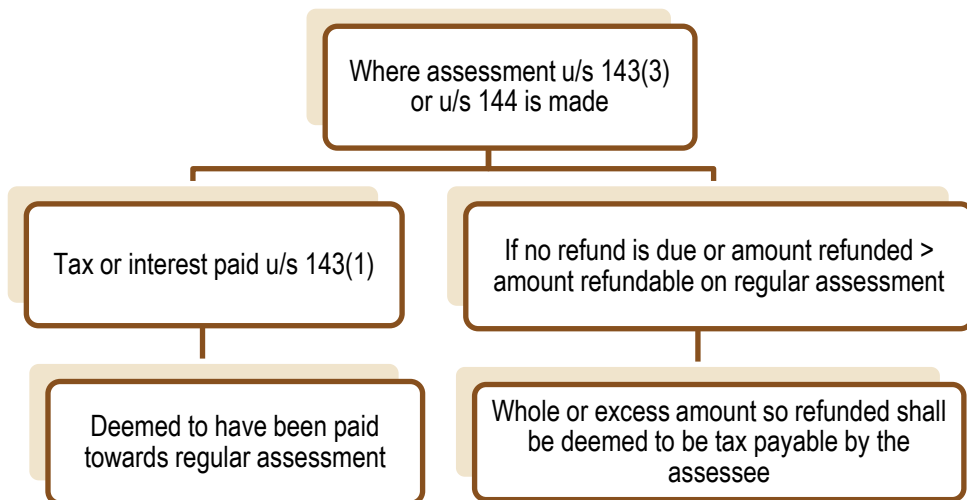 Where assessment u/s 143(3)
or u/s 144 is made
Tax or interest paid u/s 143(1)
If no refund is due or amount refunded >
amount refundable on regular assessment
Deemed to have been paid
towards regular assessment
Whole or excess amount so refunded shall
be deemed to be tax payable by the
assessee